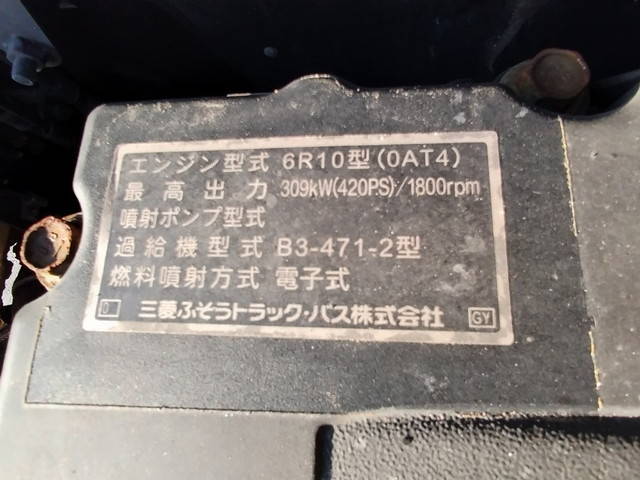 エンジン型式 6R10型(0AT4)
最高出力 309kW(420PS)/1800rpm
噴射ポンプ型式
過給機型式 B3-471-2型
燃料噴射方式 電子式
0 三菱ふそうトラック・バス株式会社 GY